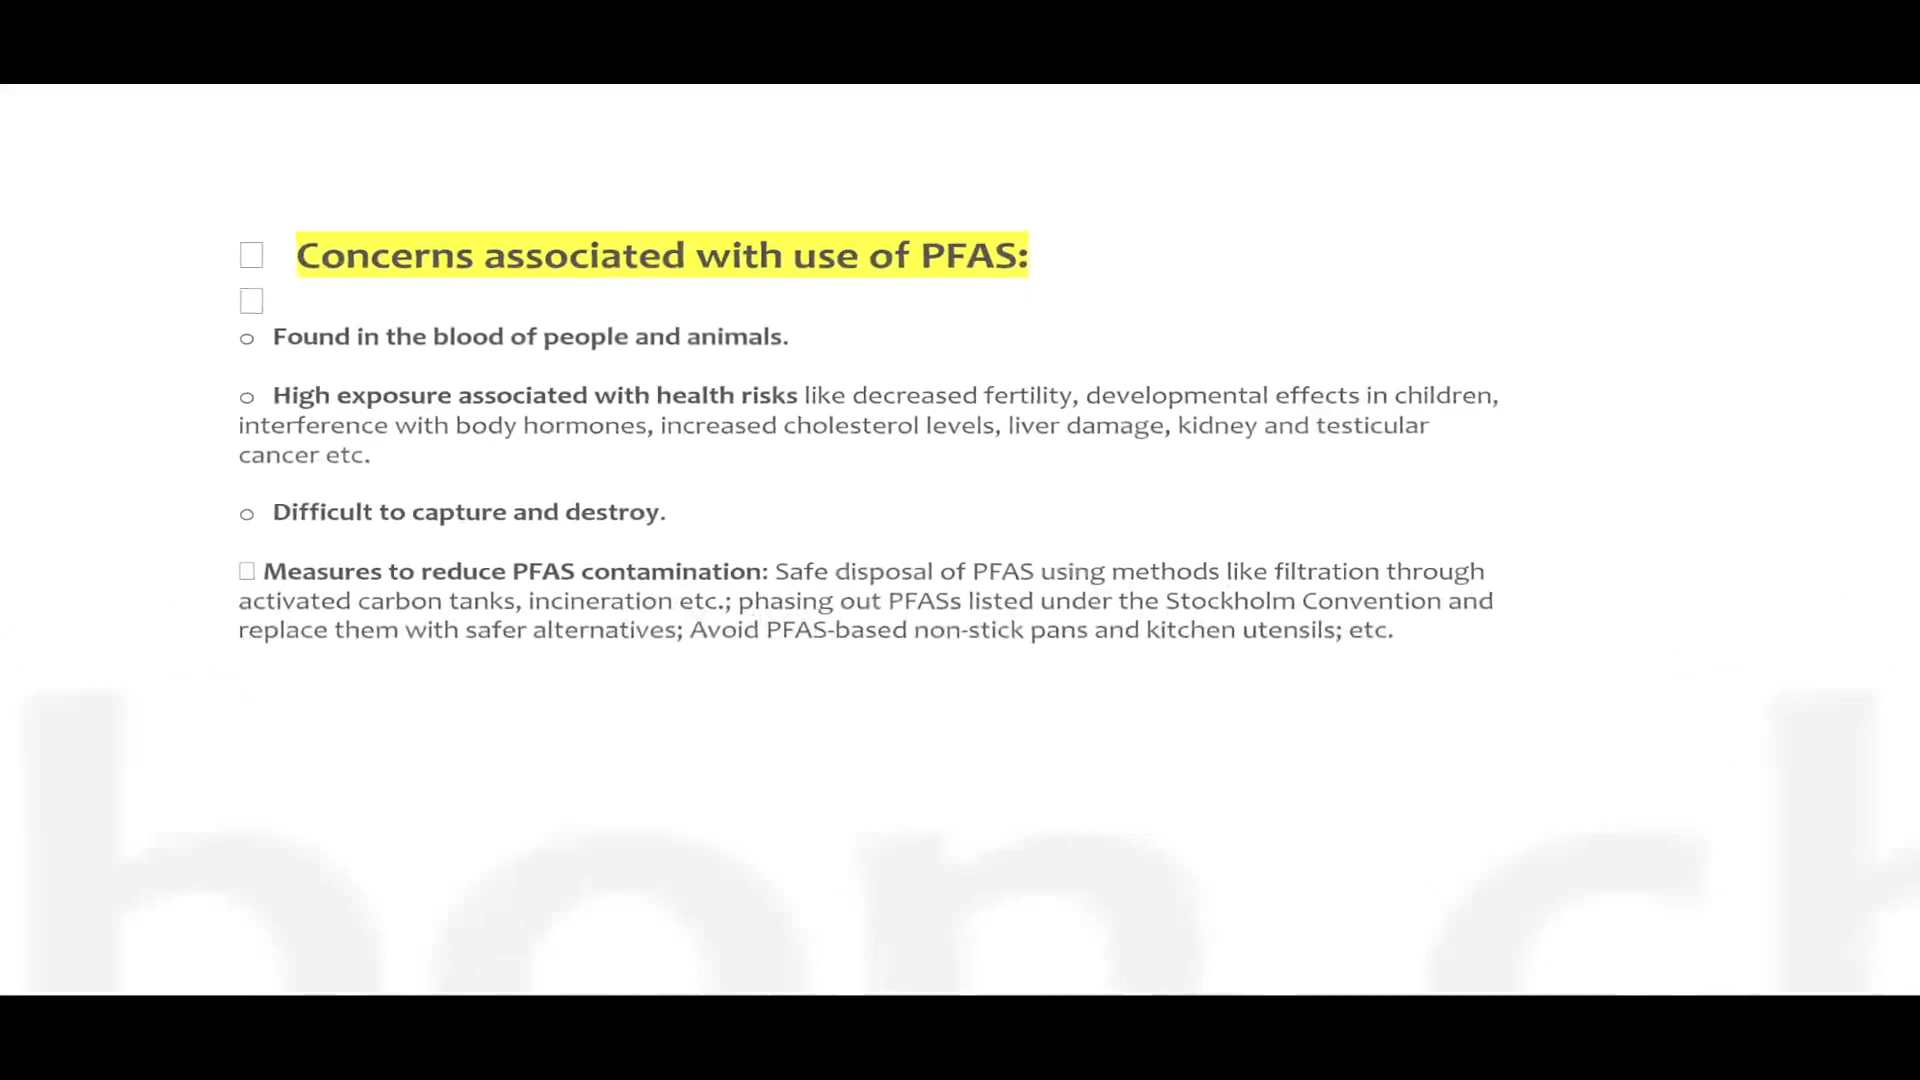 Concerns associated with use of PFAS:
o Found in the blood of people and animals.
o High exposure associated with health risks like decreased fertility, developmental effects in children,
interference with body hormones, increased cholesterol levels, liver damage, kidney and testicular
cancer etc.
o Difficult to capture and destroy.
Measures to reduce PFAS contamination: Safe disposal of PFAS using methods like filtration through
activated carbon tanks, incineration etc.; phasing out PFASs listed under the Stockholm Convention and
replace them with safer alternatives; Avoid PFAS-based non-stick pans and kitchen utensils; etc.